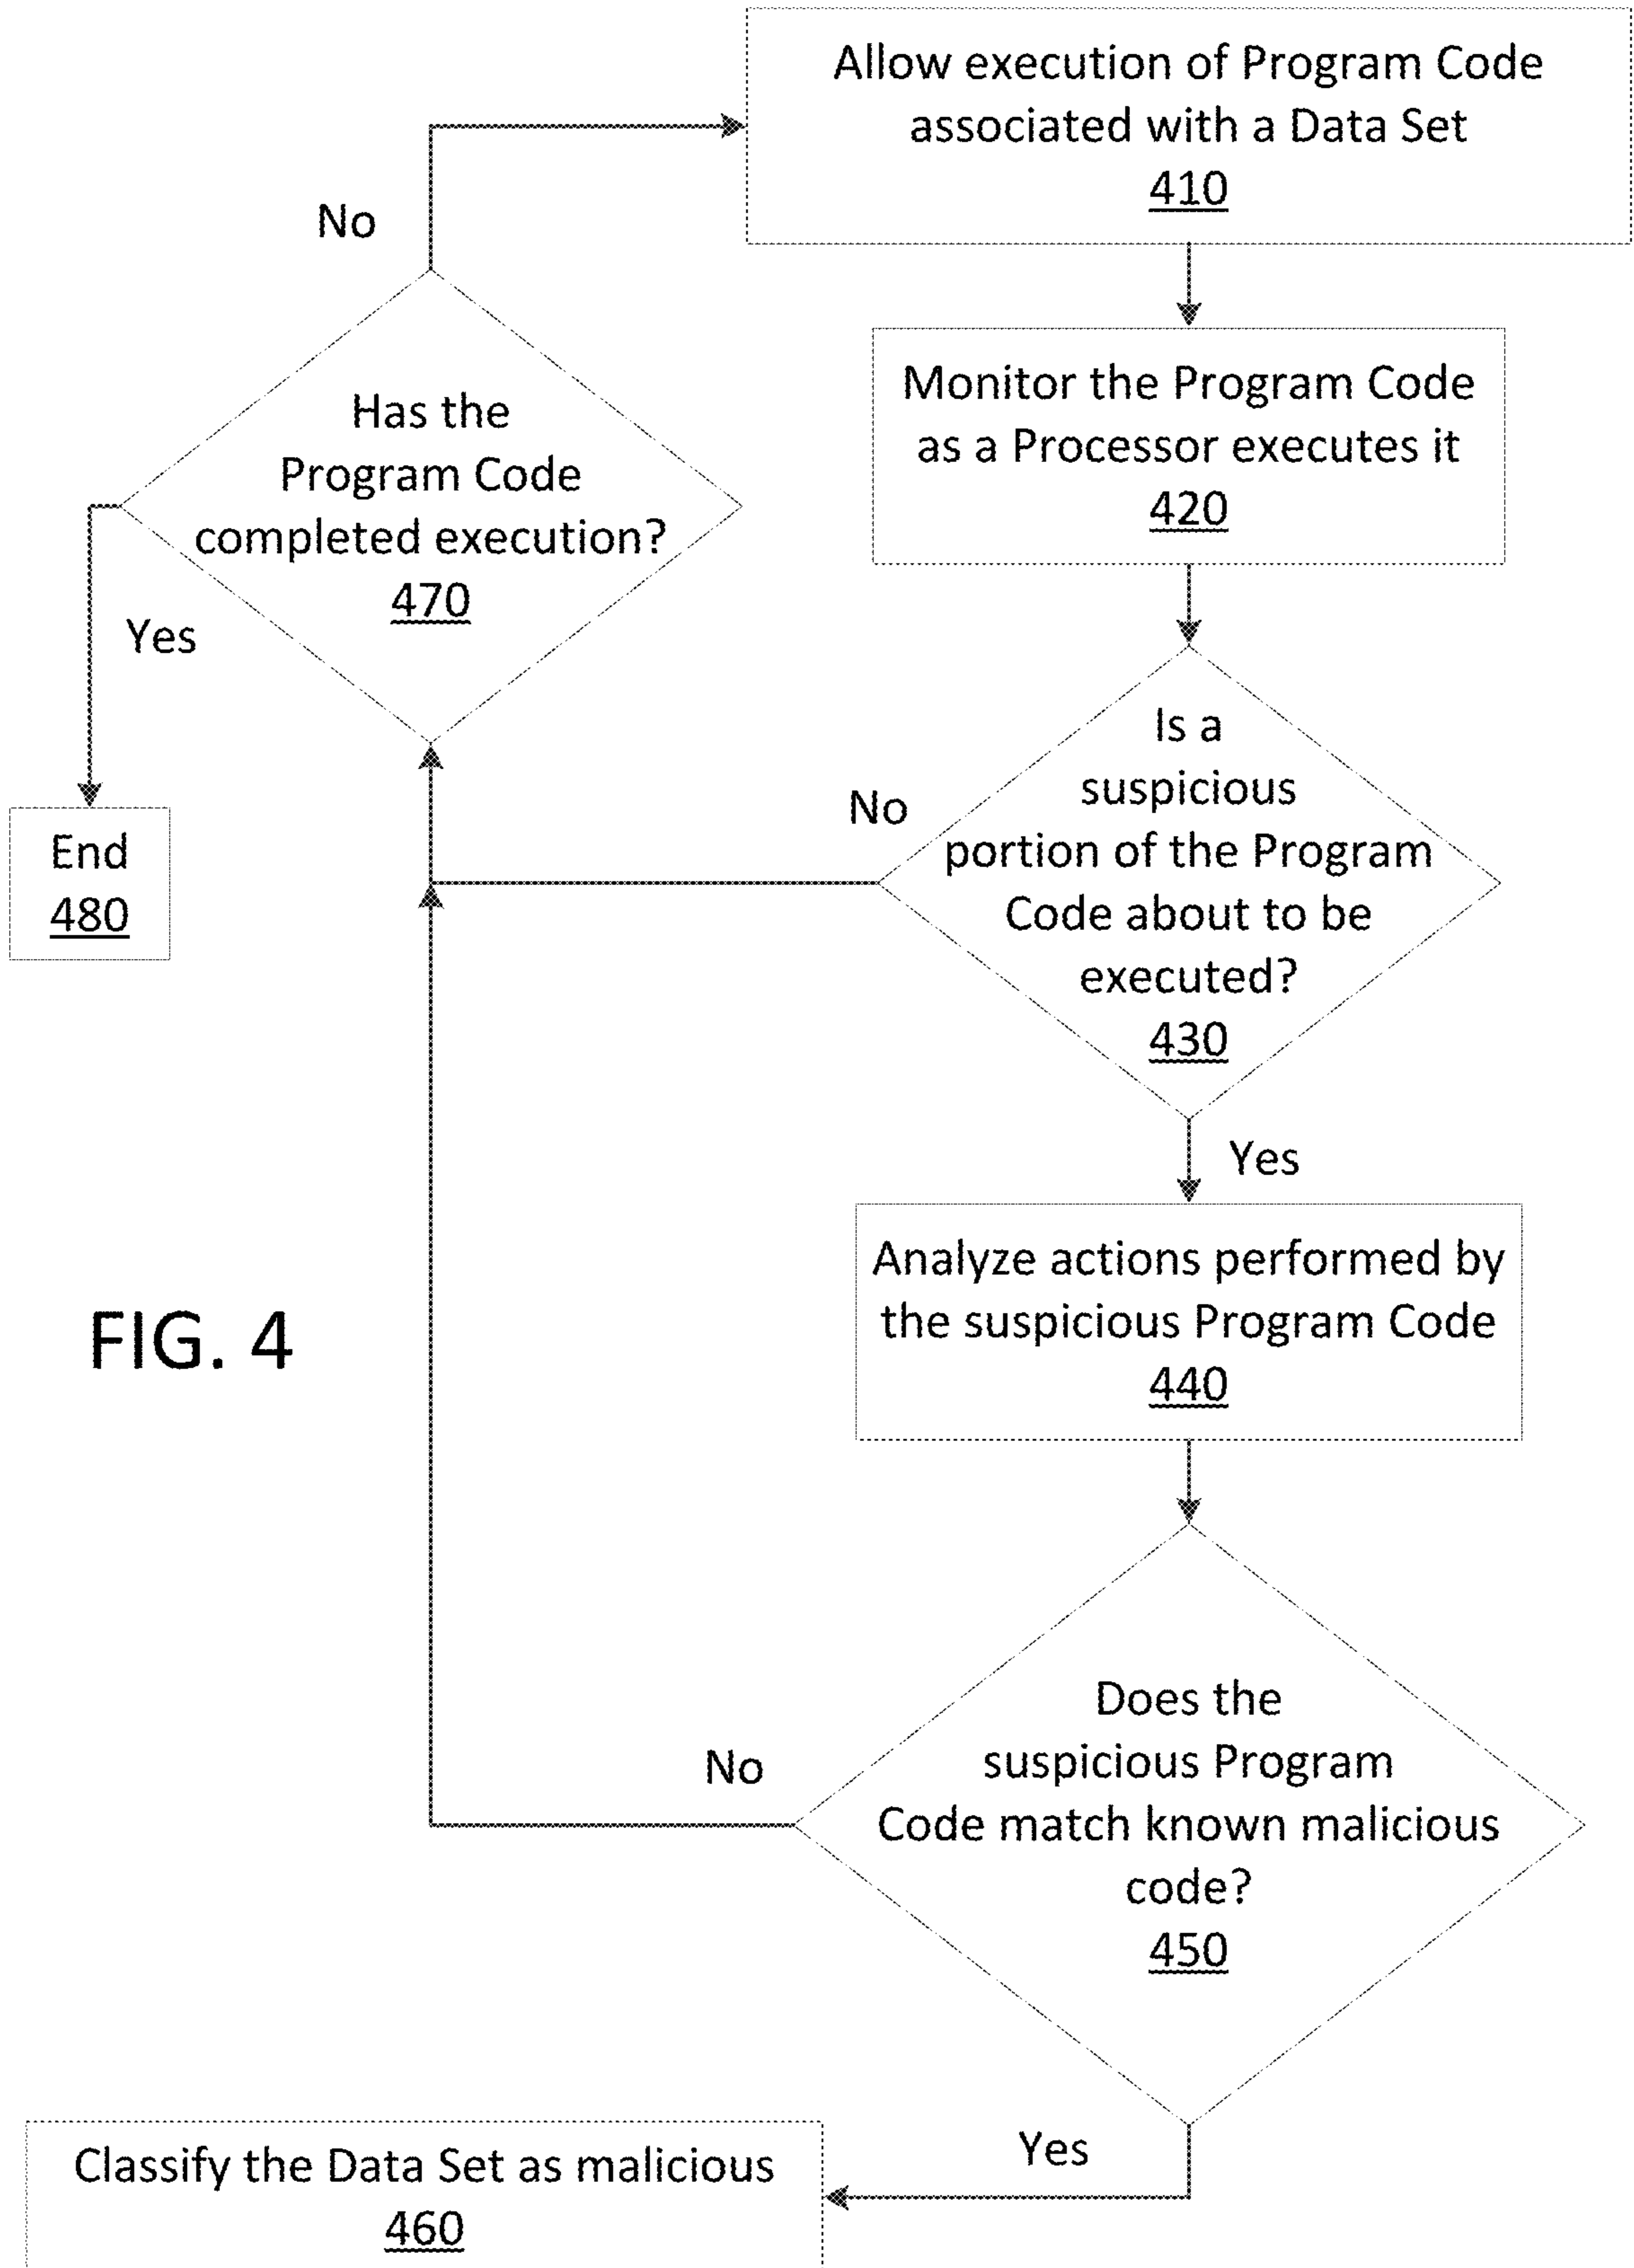 Allow execution of Program Code
associated with a Data Set
410
No
Monitor the Program Code
as a Processor executes it
420
Has the
Program Code
completed execution?
470
Yes
Is a
suspicious
portion of the Program
Code about to be
executed?
430
No
End
480
Yes
Analyze actions performed by
the suspicious Program Code
440
FIG. 4
Does the
suspicious Program
Code match known malicious
code?
450
No
Yes
Classify the Data Set as malicious
460